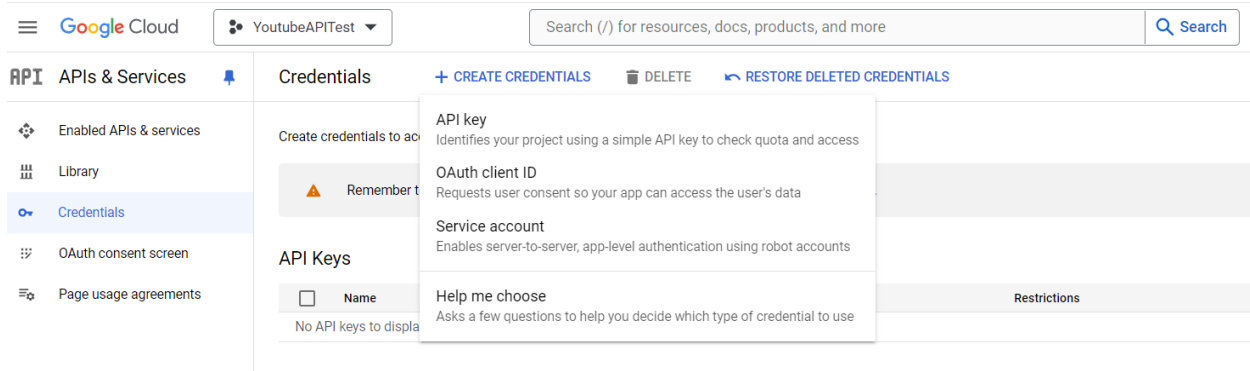 Google Cloud
YoutubeAPITest
Search (/) for resources, docs, products, and more
Search
API APIs & Services
Credentials
+ CREATE CREDENTIALS
DELETE
RESTORE DELETED CREDENTIALS
Enabled APIs & services
Library
Credentials
OAuth consent screen
Page usage agreements
Create credentials to
Remember
API key
Identifies your project using a simple API key to check quota and access
OAuth client ID
Requests user consent so your app can access the user's data
Service account
Enables server-to-server, app-level authentication using robot accounts
Help me choose
Asks a few questions to help you decide which type of credential to use
API Keys
Name
Restrictions
No API keys to displa